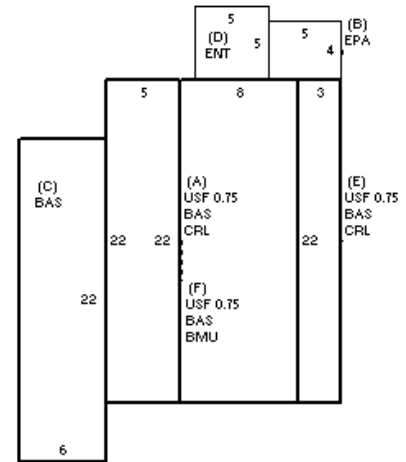 5
(D)
ENT
5
5
4
(B)
EPA
5
8
3
(C)
BAS
22
(A)
USF 0.75
BAS
CRL
22
22
(E)
USF 0.75
BAS
CRL
22
(F)
USF 0.75
BAS
BMU
6